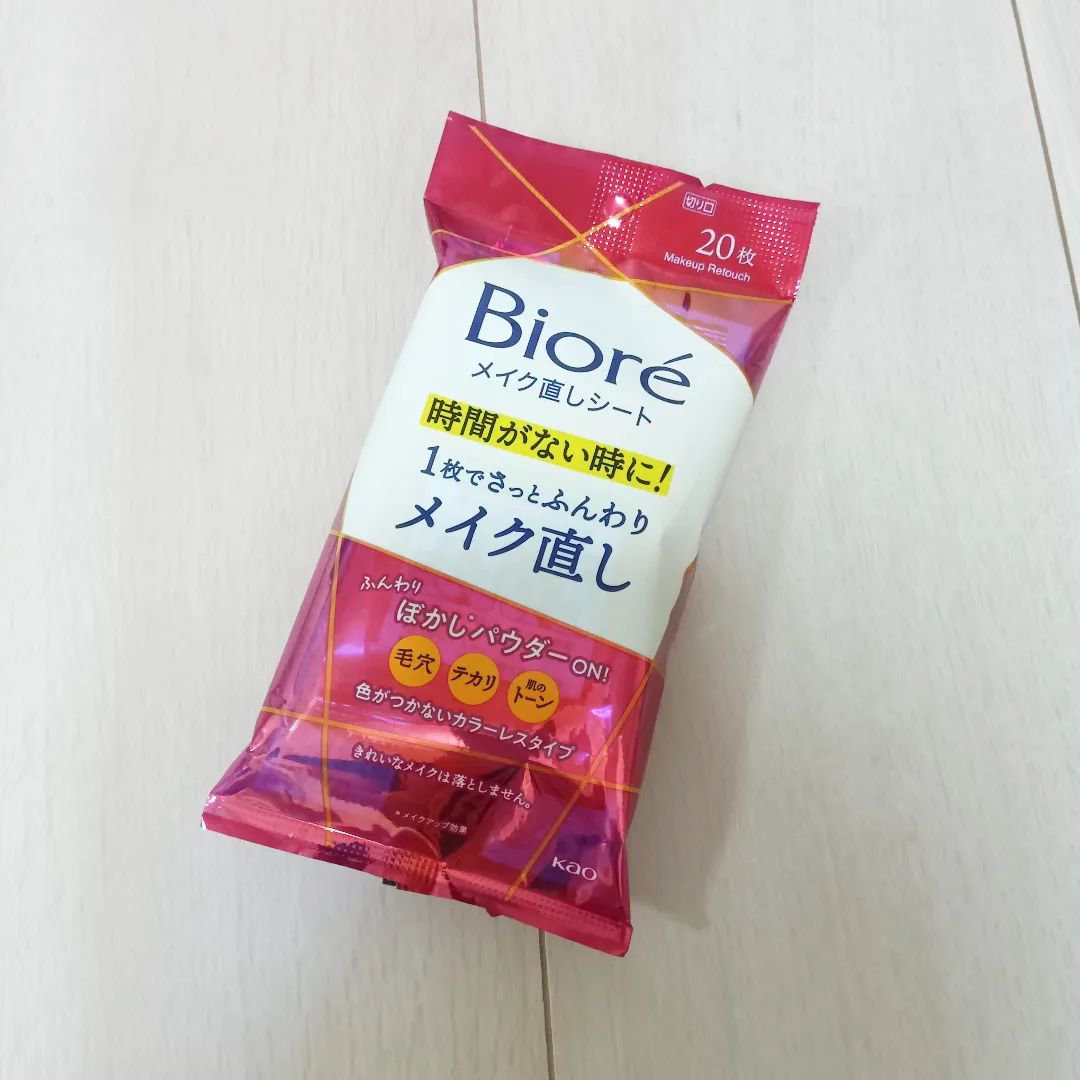 切り口
20枚
Makeup Retouch
Bioré
メイク直しシート
時間がない時に!
1枚でさっとふんわり
メイク直し
ふんわり
ぼかし*パウダーON!
毛穴 テカリ 肌のトーン
色がつかないカラーレスタイプ
きれいなメイクは落としません。
*メイクアップ効果
Kao